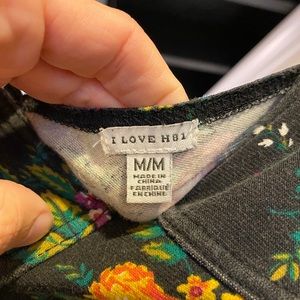 I LOVE H81
M/M
MADE IN
CHINA
FABRIQUÉ
EN CHINE